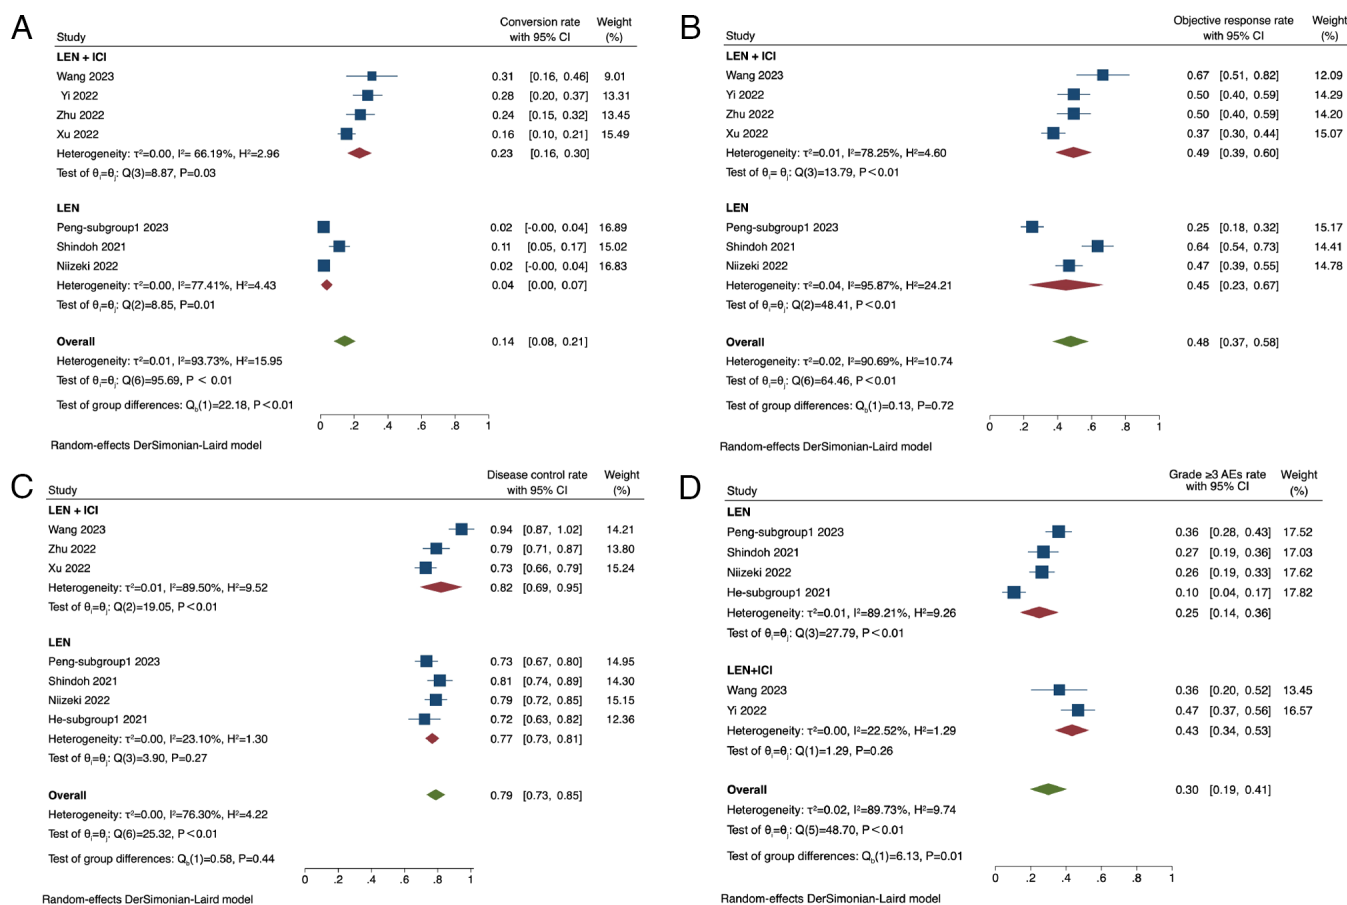 A
Conversion rate Weight
Study with 95% CI (%)
LEN + ICI
Wang 2023 0.31 [0.16, 0.46] 9.01
Yi 2022 0.28 [0.20, 0.37] 13.31
Zhu 2022 0.24 [0.15, 0.32] 13.45
Xu 2022 0.16 [0.10, 0.21] 15.49
Heterogeneity: τ²=0.00, I²= 66.19%, H²=2.96 0.23 [0.16, 0.30]
Test of θᵢ=θⱼ: Q(3)=8.87, P=0.03
LEN
Peng-subgroup1 2023 0.02 [-0.00, 0.04] 16.89
Shindoh 2021 0.11 [0.05, 0.17] 15.02
Niizeki 2022 0.02 [-0.00, 0.04] 16.83
Heterogeneity: τ²=0.00, I²=77.41%, H²=4.43 0.04 [0.00, 0.07]
Test of θᵢ=θⱼ: Q(2)=8.85, P=0.01
Overall 0.14 [0.08, 0.21]
Heterogeneity: τ²=0.01, I²=93.73%, H²=15.95
Test of θᵢ=θⱼ: Q(6)=95.69, P < 0.01
Test of group differences: Q_b(1)=22.18, P<0.01
0 .2 .4 .6 .8 1
Random-effects DerSimonian-Laird model
B
Objective response rate Weight
Study with 95% CI (%)
LEN + ICI
Wang 2023 0.67 [0.51, 0.82] 12.09
Yi 2022 0.50 [0.40, 0.59] 14.29
Zhu 2022 0.50 [0.40, 0.59] 14.20
Xu 2022 0.37 [0.30, 0.44] 15.07
Heterogeneity: τ²=0.01, I²=78.25%, H²=4.60 0.49 [0.39, 0.60]
Test of θᵢ= θⱼ: Q(3)=13.79, P<0.01
LEN
Peng-subgroup1 2023 0.25 [0.18, 0.32] 15.17
Shindoh 2021 0.64 [0.54, 0.73] 14.41
Niizeki 2022 0.47 [0.39, 0.55] 14.78
Heterogeneity: τ²=0.04, I²=95.87%, H²=24.21 0.45 [0.23, 0.67]
Test of θᵢ=θⱼ: Q(2)=48.41, P<0.01
Overall 0.48 [0.37, 0.58]
Heterogeneity: τ²=0.02, I²=90.69%, H²=10.74
Test of θᵢ=θⱼ: Q(6)=64.46, P<0.01
Test of group differences: Q_b(1)=0.13, P=0.72
0 .2 .4 .6 .8 1
Random-effects DerSimonian-Laird model
C
Disease control rate Weight
Study with 95% CI (%)
LEN + ICI
Wang 2023 0.94 [0.87, 1.02] 14.21
Zhu 2022 0.79 [0.71, 0.87] 13.80
Xu 2022 0.73 [0.66, 0.79] 15.24
Heterogeneity: τ²=0.01, I²=89.50%, H²=9.52 0.82 [0.69, 0.95]
Test of θᵢ=θⱼ: Q(2)=19.05, P<0.01
LEN
Peng-subgroup1 2023 0.73 [0.67, 0.80] 14.95
Shindoh 2021 0.81 [0.74, 0.89] 14.30
Niizeki 2022 0.79 [0.72, 0.85] 15.15
He-subgroup1 2021 0.72 [0.63, 0.82] 12.36
Heterogeneity: τ²=0.00, I²=23.10%, H²=1.30 0.77 [0.73, 0.81]
Test of θᵢ=θⱼ: Q(3)=3.90, P=0.27
Overall 0.79 [0.73, 0.85]
Heterogeneity: τ²=0.00, I²=76.30%, H²=4.22
Test of θᵢ=θⱼ: Q(6)=25.32, P<0.01
Test of group differences: Q_b(1)=0.58, P=0.44
0 .2 .4 .6 .8 1
Random-effects DerSimonian-Laird model
D
Grade ≥3 AEs rate Weight
Study with 95% CI (%)
LEN
Peng-subgroup1 2023 0.36 [0.28, 0.43] 17.52
Shindoh 2021 0.27 [0.19, 0.36] 17.03
Niizeki 2022 0.26 [0.19, 0.33] 17.62
He-subgroup1 2021 0.10 [0.04, 0.17] 17.82
Heterogeneity: τ²=0.01, I²=89.21%, H²=9.26 0.25 [0.14, 0.36]
Test of θᵢ=θⱼ: Q(3)=27.79, P<0.01
LEN+ICI
Wang 2023 0.36 [0.20, 0.52] 13.45
Yi 2022 0.47 [0.37, 0.56] 16.57
Heterogeneity: τ²=0.00, I²=22.52%, H²=1.29 0.43 [0.34, 0.53]
Test of θᵢ=θⱼ: Q(1)=1.29, P=0.26
Overall 0.30 [0.19, 0.41]
Heterogeneity: τ²=0.02, I²=89.73%, H²=9.74
Test of θᵢ=θⱼ: Q(5)=48.70, P<0.01
Test of group differences: Q_b(1)=6.13, P=0.01
0 .2 .4 .6 .8 1
Random-effects DerSimonian-Laird model